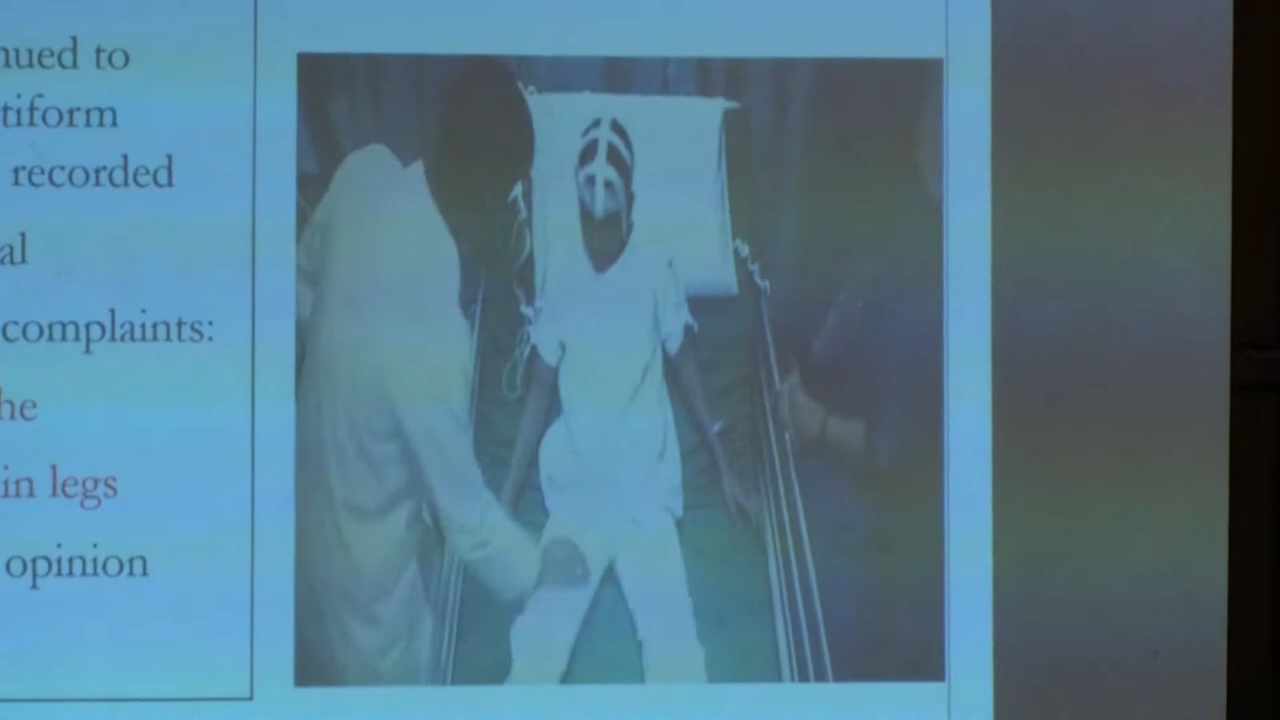 nued to
tiform
recorded
al
complaints:
he
in legs
opinion